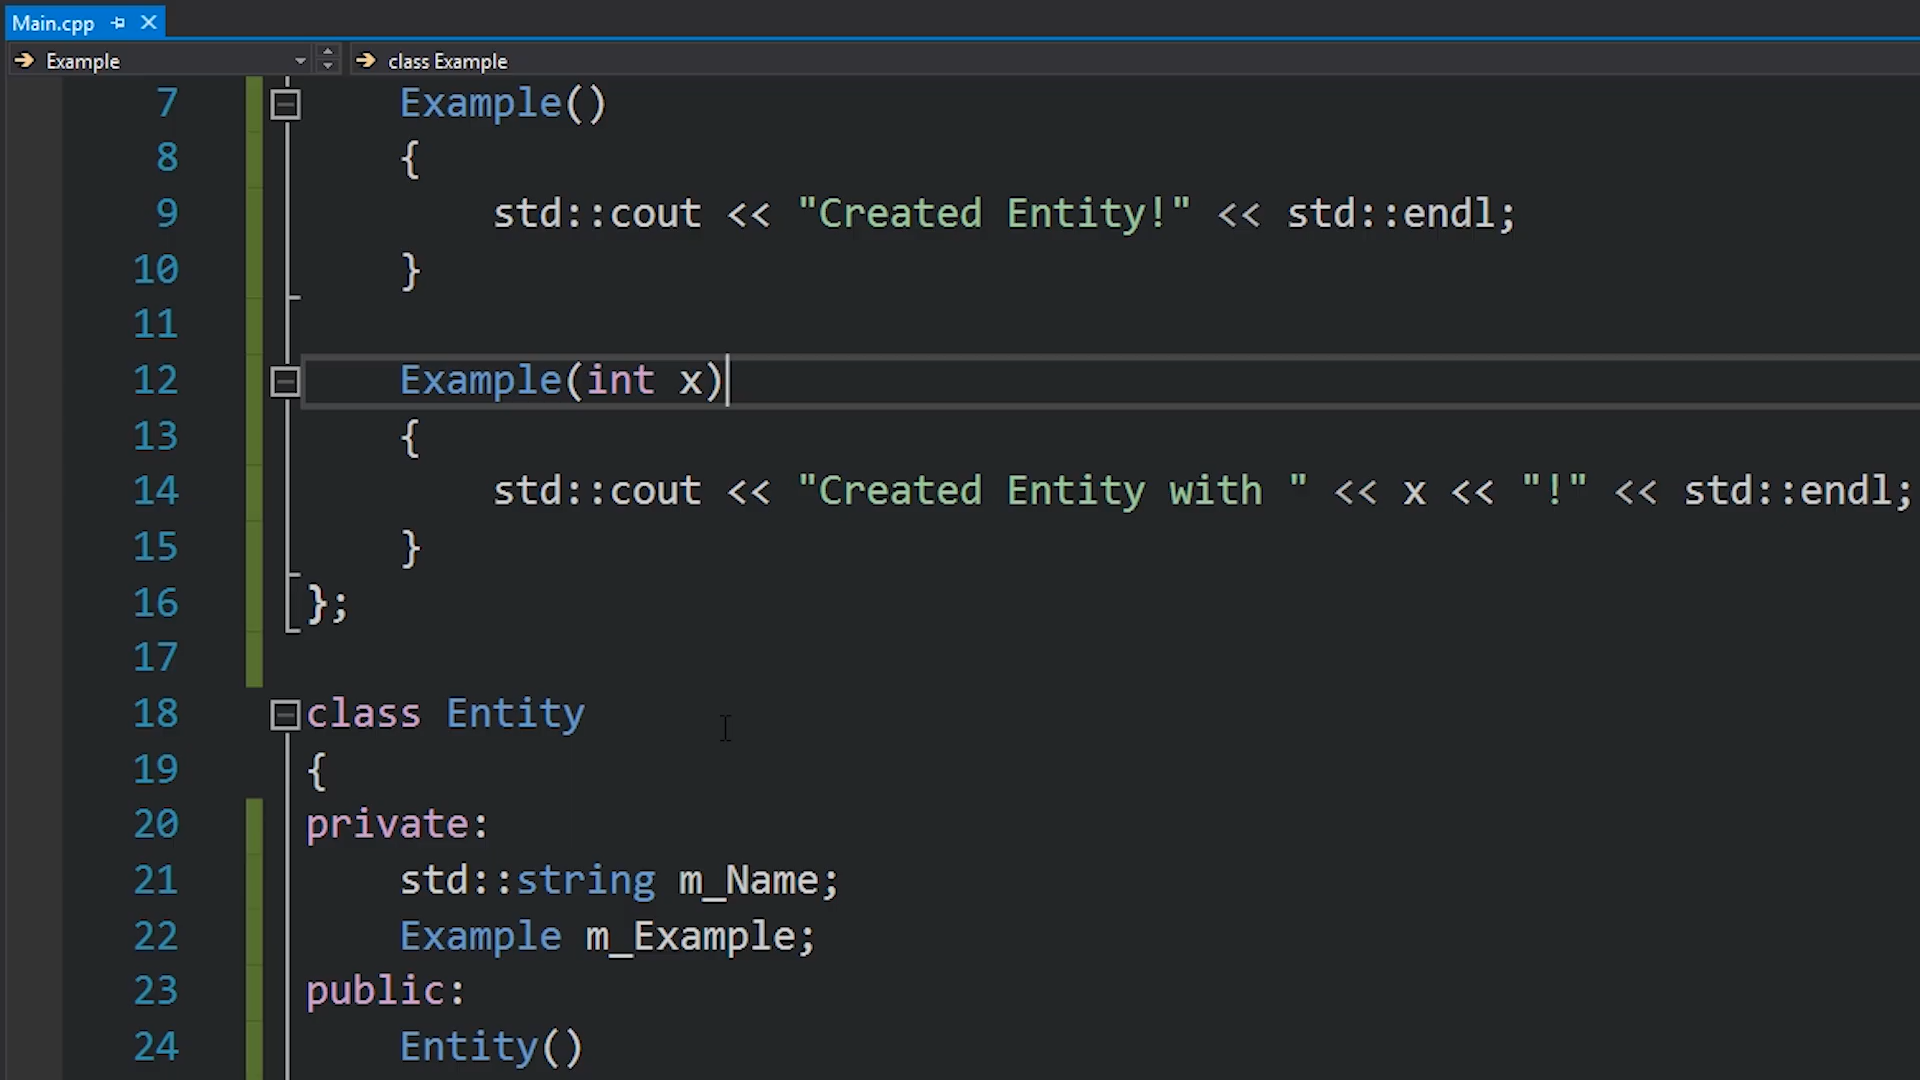 Main.cpp
Example class Example
7 Example()
8 {
9 std::cout << "Created Entity!" << std::endl;
10 }
11
12 Example(int x)
13 {
14 std::cout << "Created Entity with " << x << "!" << std::endl;
15 }
16 };
17
18 class Entity
19 {
20 private:
21 std::string m_Name;
22 Example m_Example;
23 public:
24 Entity()